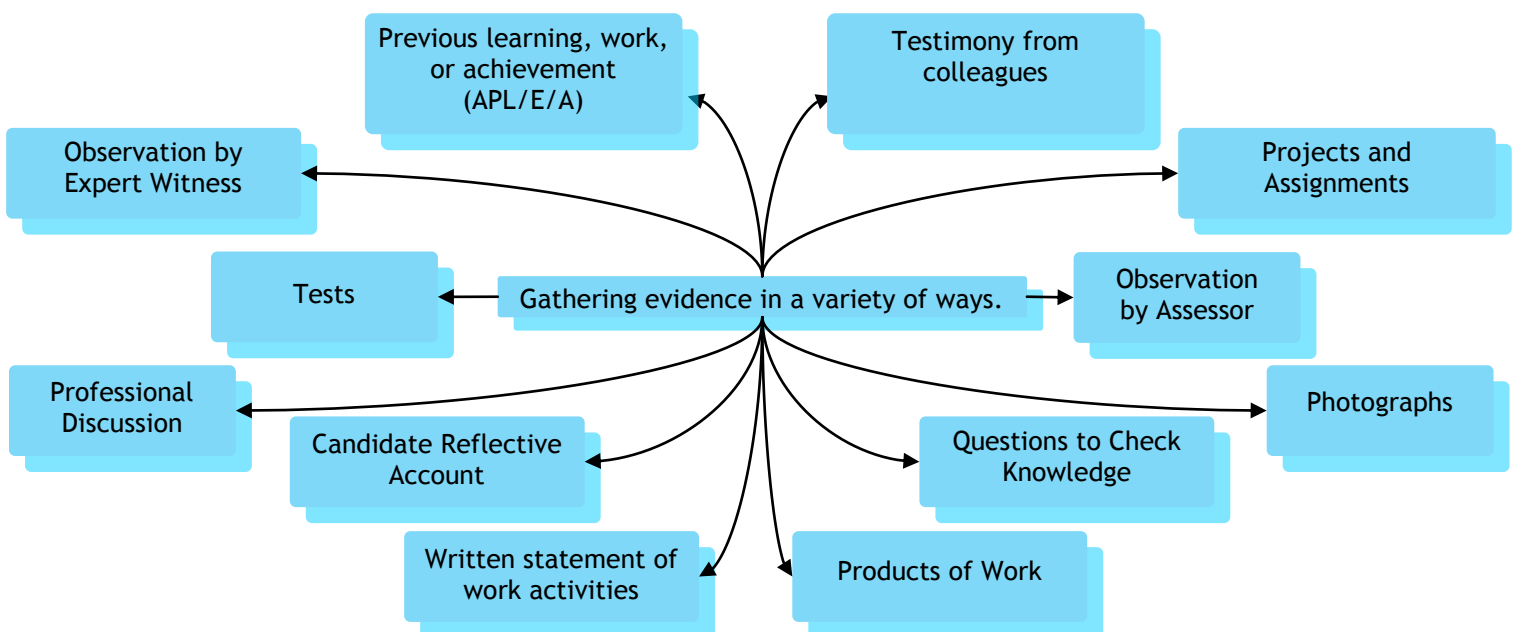 Previous learning, work,
or achievement
(APL/E/A)
Testimony from
colleagues
Observation by
Expert Witness
Projects and
Assignments
Tests
Gathering evidence in a variety of ways.
Observation
by Assessor
Professional
Discussion
Photographs
Candidate Reflective
Account
Questions to Check
Knowledge
Written statement of
work activities
Products of Work